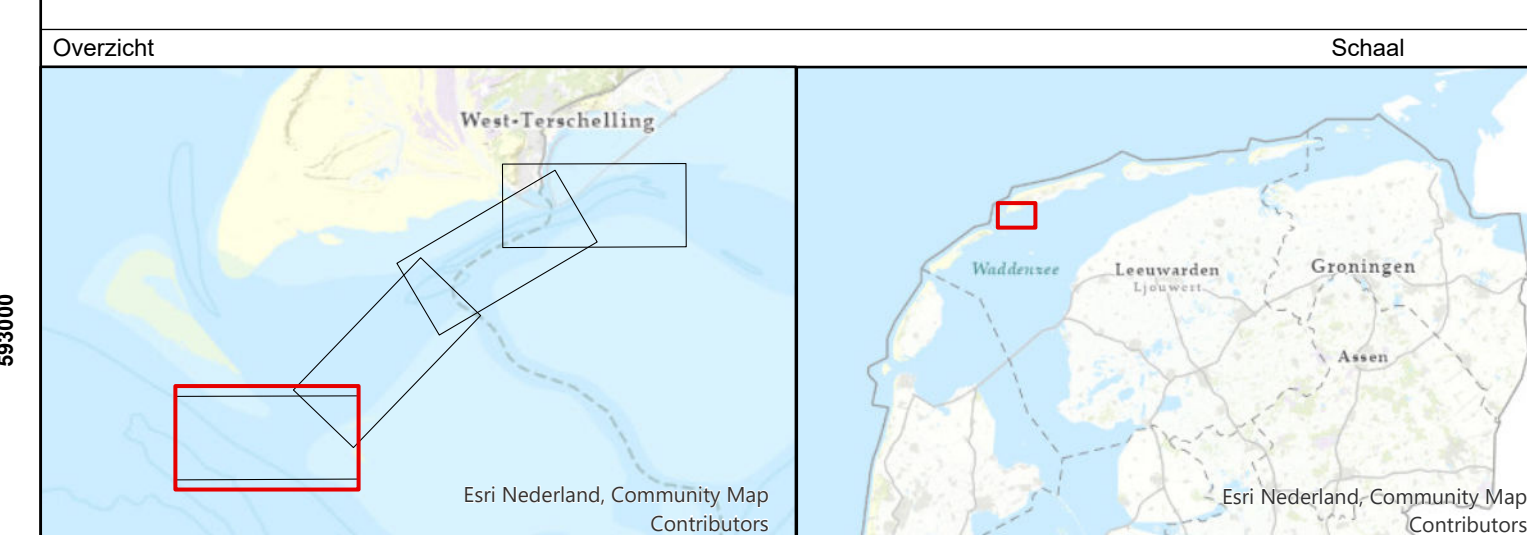 Overzicht
Schaal
593000
West-Terschelling
Esri Nederland, Community Map
Contributors
Waddenzee
Leeuwarden
Ljouwert
Groningen
Assen
Esri Nederland, Community Map
Contributors